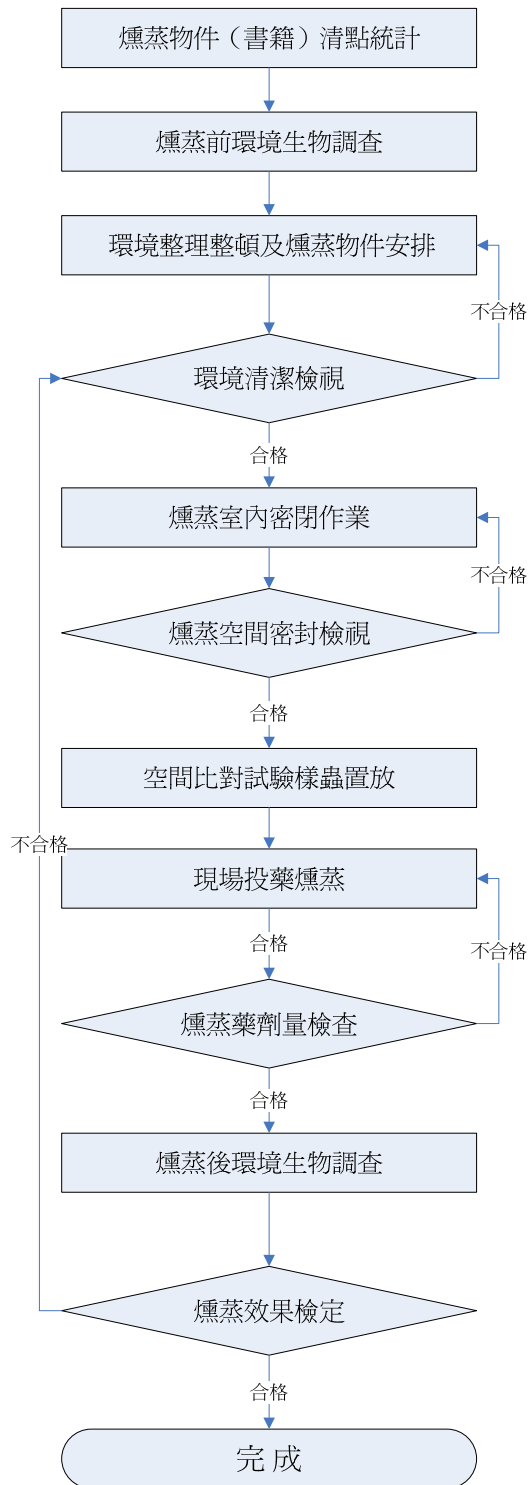 燻蒸物件（書籍）清點統計
燻蒸前環境生物調查
環境整理整頓及燻蒸物件安排
不合格
環境清潔檢視
合格
燻蒸室內密閉作業
不合格
燻蒸空間密封檢視
合格
空間比對試驗樣蟲置放
不合格
現場投藥燻蒸
合格
不合格
燻蒸藥劑量檢查
合格
燻蒸後環境生物調查
燻蒸效果檢定
合格
完成